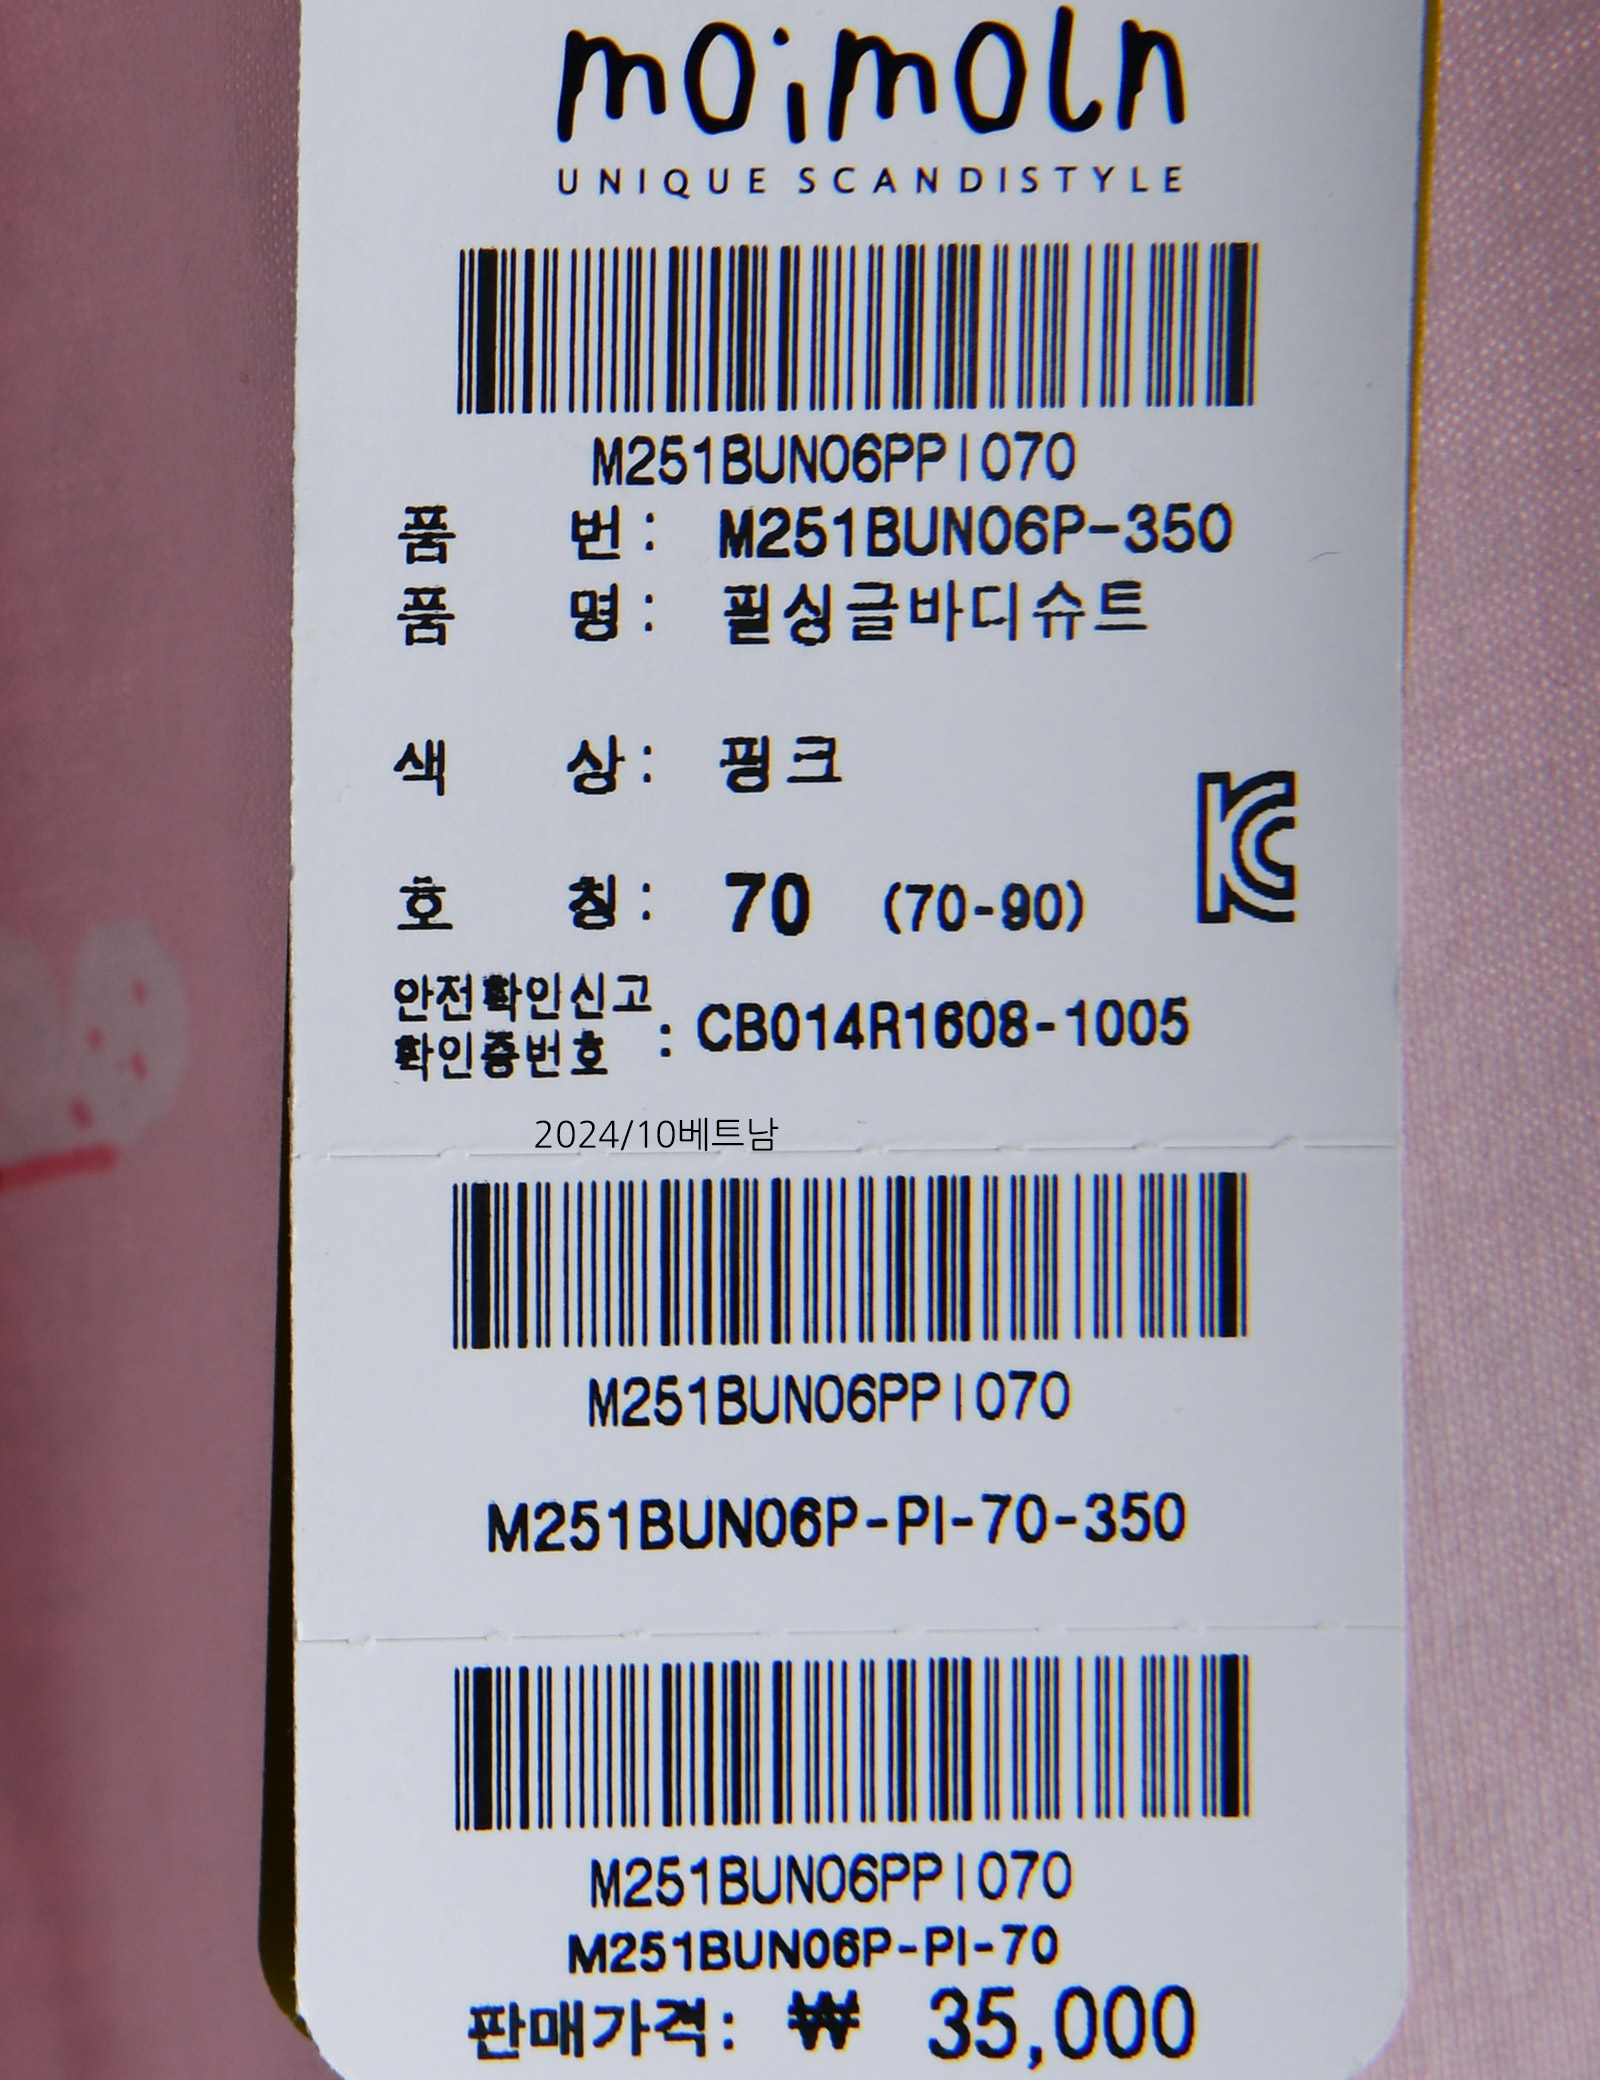 moimoln
UNIQUE SCANDISTYLE
M251BUN06PPI070
품 번 : M251BUN06P-350
품 명 : 필싱글바디슈트
색 상 : 핑크
호 칭 : 70 (70-90)
안전확인신고
확인증번호 : CB014R1608-1005
2024/10베트남
M251BUN06PPI070
M251BUN06P-PI-70-350
M251BUN06PPI070
M251BUN06P-PI-70
판매가격: ₩ 35,000